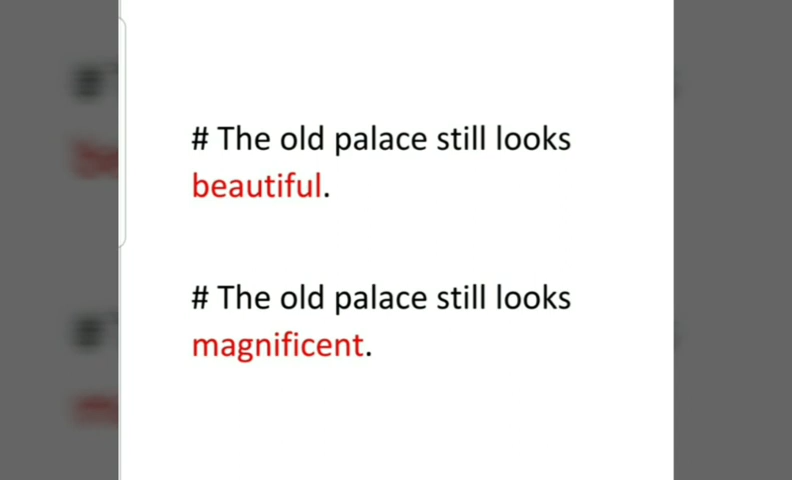 # The old palace still looks
beautiful.
# The old palace still looks
magnificent.